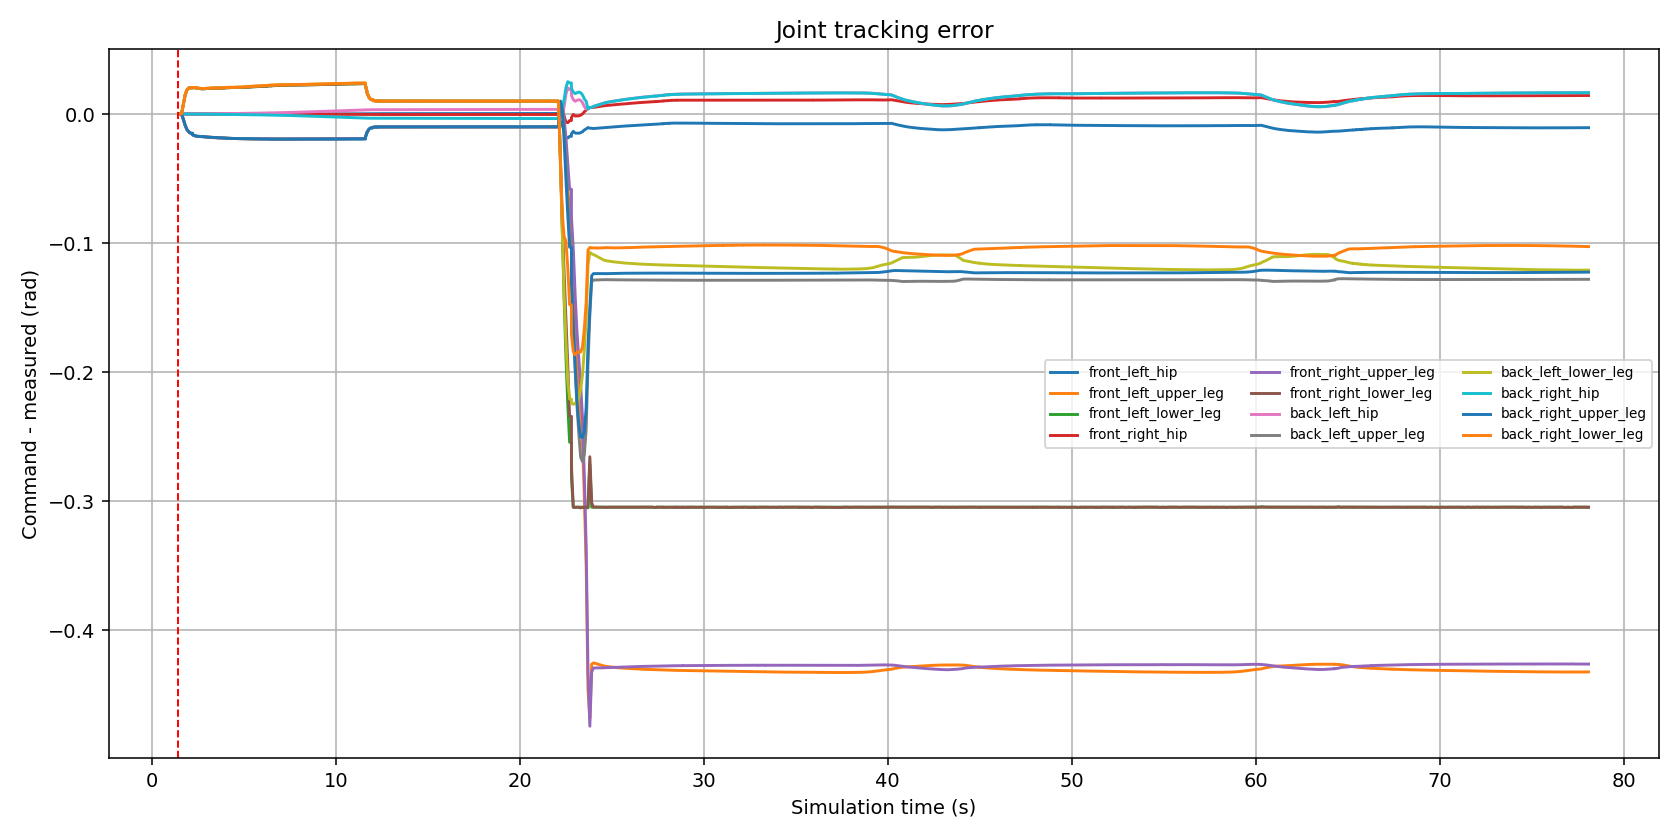 Joint tracking error
Command - measured (rad)
0.0
−0.1
−0.2
−0.3
−0.4
front_left_hip
front_left_upper_leg
front_left_lower_leg
front_right_hip
front_right_upper_leg
front_right_lower_leg
back_left_hip
back_left_upper_leg
back_left_lower_leg
back_right_hip
back_right_upper_leg
back_right_lower_leg
0 10 20 30 40 50 60 70 80
Simulation time (s)